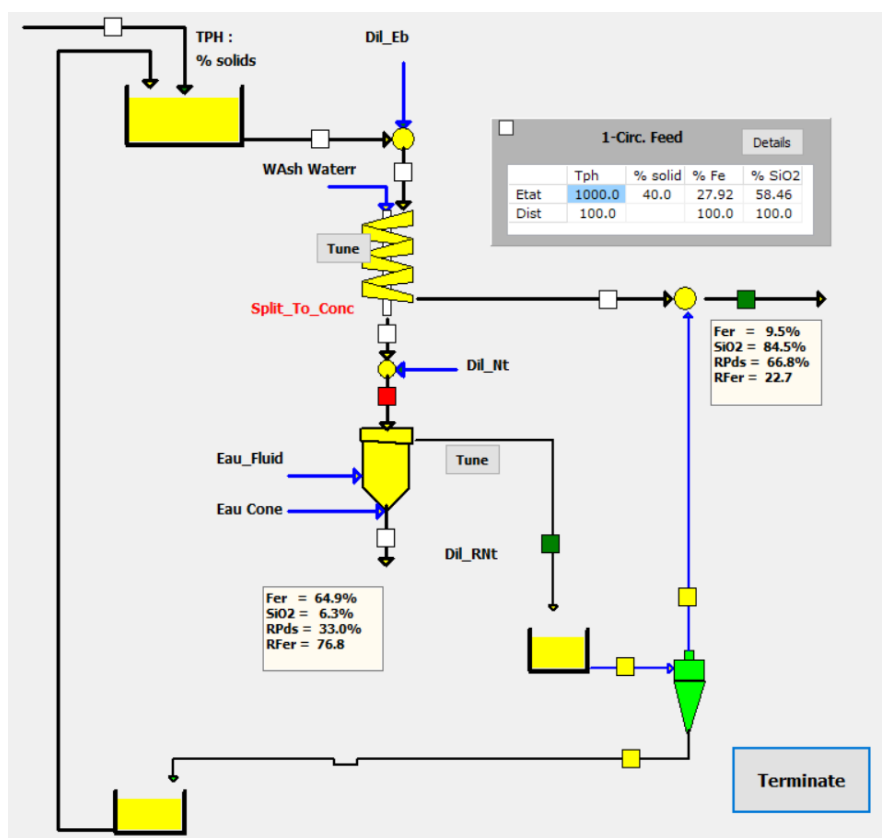 TPH :
% solids
Dil_Eb
WAsh Waterr
1-Circ. Feed
Details
Tph % solid % Fe % SiO2
Etat 1000.0 40.0 27.92 58.46
Dist 100.0 100.0 100.0
Tune
Split_To_Conc
Fer = 9.5%
SiO2 = 84.5%
RPds = 66.8%
RFer = 22.7
Dil_Nt
Tune
Eau_Fluid
Eau Cone
Dil_RNt
Fer = 64.9%
SiO2 = 6.3%
RPds = 33.0%
RFer = 76.8
Terminate